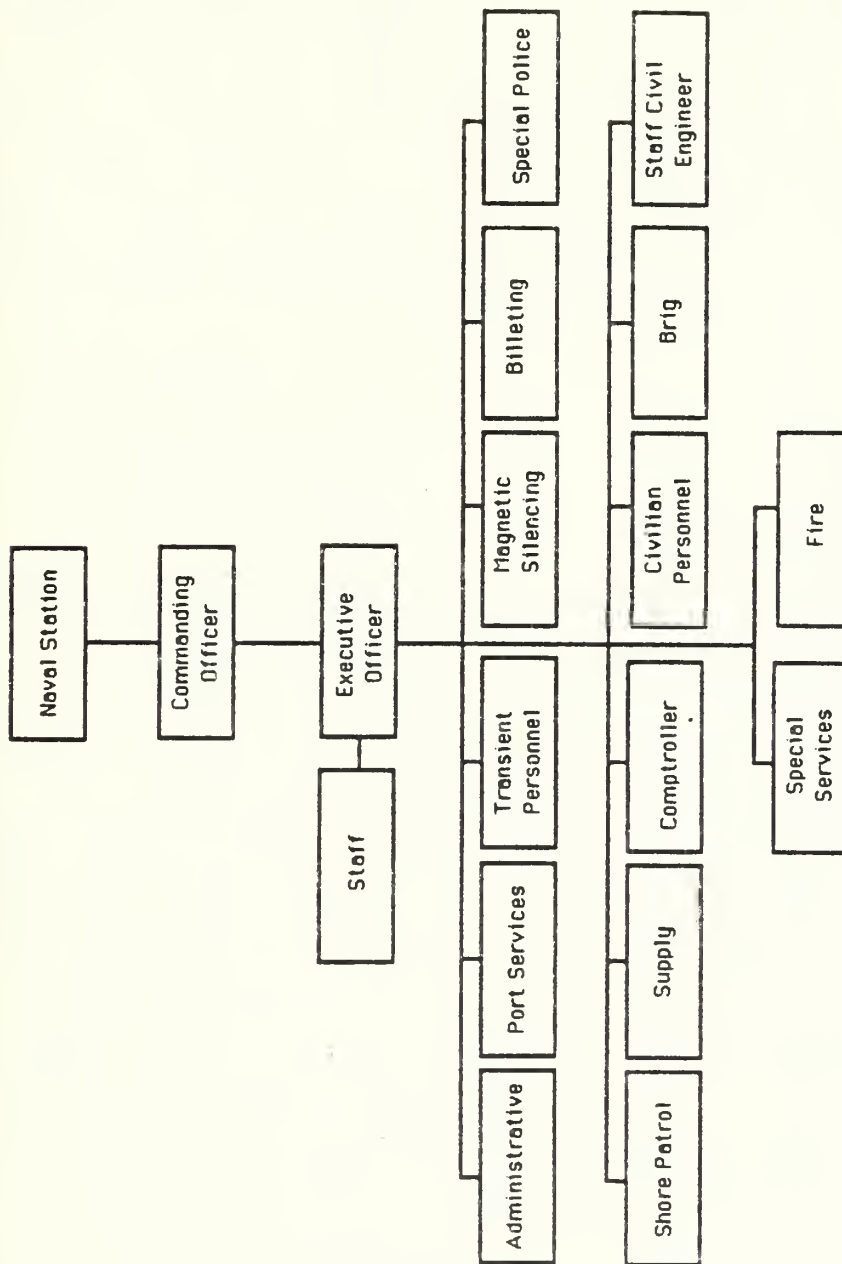 Naval Station
Commanding
Officer
Executive
Officer
Staff
Administrative
Port Services
Transient
Personnel
Magnetic
Silencing
Billeting
Special Police
Shore Patrol
Supply
Comptroller
Civilian
Personnel
Brig
Staff Civil
Engineer
Special
Services
Fire